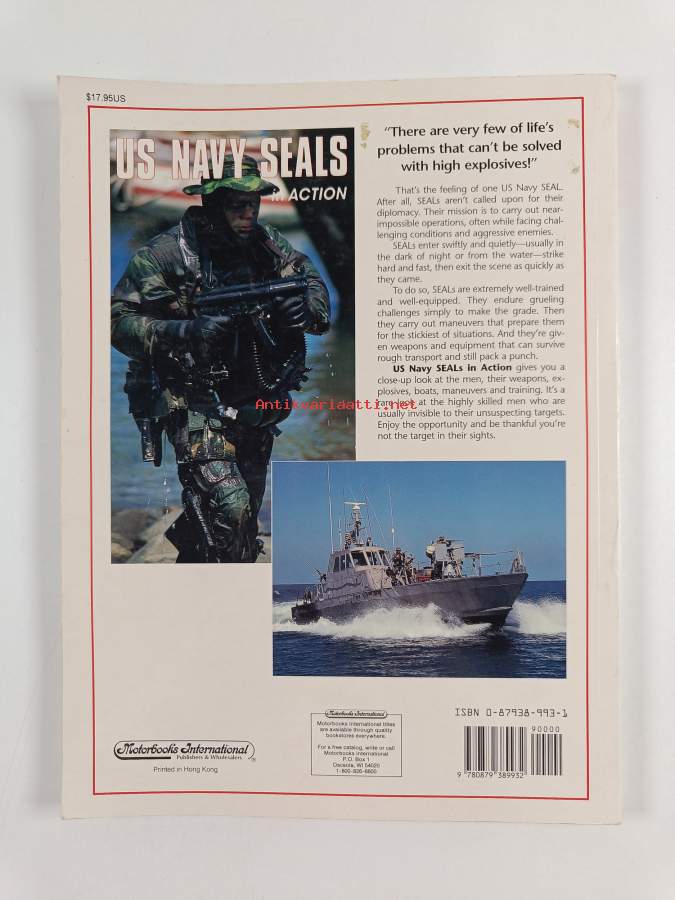 $17.95US
US NAVY SEALS
in ACTION
"There are very few of life's
problems that can't be solved
with high explosives!"
That's the feeling of one US Navy SEAL.
After all, SEALs aren't called upon for their
diplomacy. Their mission is to carry out near-
impossible operations, often while facing chal-
lenging conditions and aggressive enemies.
SEALs enter swiftly and quietly—usually in
the dark of night or from the water—strike
hard and fast, then exit the scene as quickly as
they came.
To do so, SEALs are extremely well-trained
and well-equipped. They endure grueling
challenges simply to make the grade. Then
they carry out maneuvers that prepare them
for the stickiest of situations. And they're giv-
en weapons and equipment that can survive
rough transport and still pack a punch.
US Navy SEALs in Action gives you a
close-up look at the men, their weapons, ex-
plosives, boats, maneuvers and training. It's a
rare look at the highly skilled men who are
usually invisible to their unsuspecting targets.
Enjoy the opportunity and be thankful you're
not the target in their sights.
Antikvariaatti.net
Motorbooks International
Publishers & Wholesalers
®
Printed in Hong Kong
Motorbooks International
Motorbooks International titles
are available through quality
bookstores everywhere.
For a free catalog, write or call
Motorbooks International
P.O. Box 1
Osceola, WI 54020
1-800-826-6600
ISBN 0-87938-993-1
90000
9 780879 389932